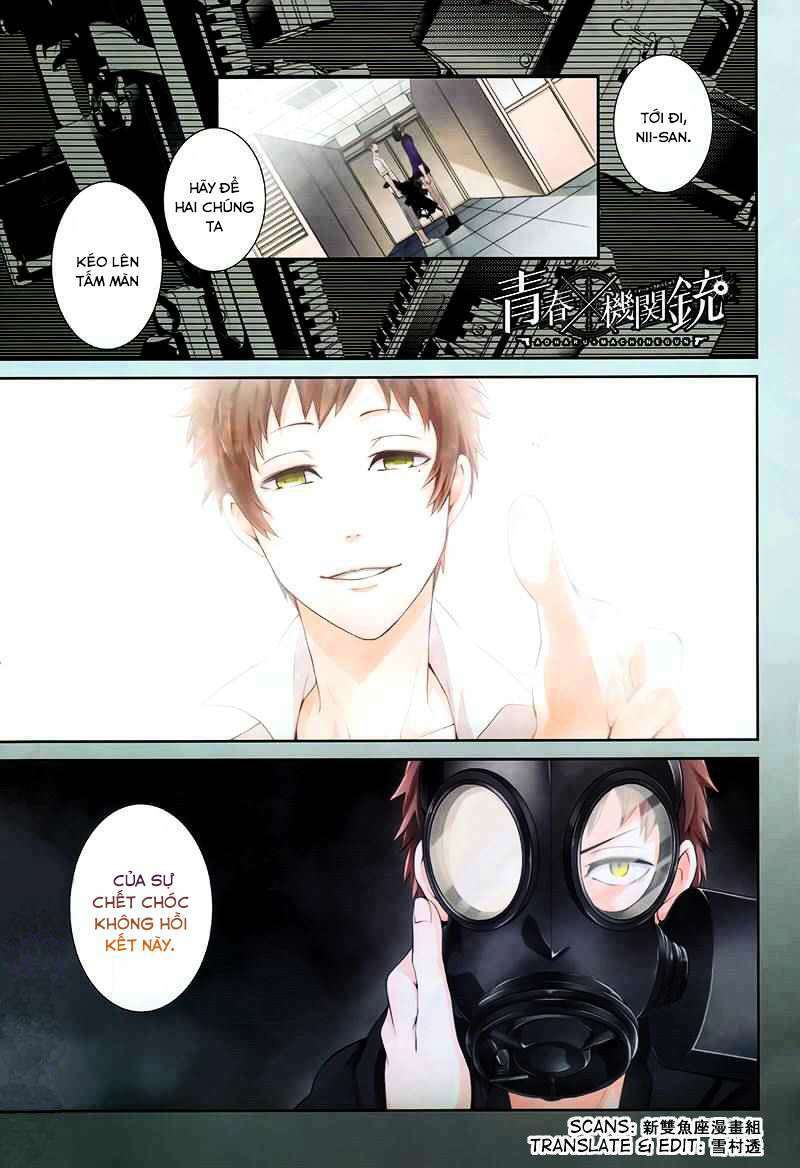 TỚI ĐI,
NII-SAN.
HÃY ĐỂ
HAI CHÚNG
TA
KÉO LÊN
TẤM MÀN
青春×機関銃
AOHARU×MACHINEGUN
CỦA SỰ
CHẾT CHÓC
KHÔNG HỒI
KẾT NÀY.
SCANS: 新雙魚座漫畫組
TRANSLATE & EDIT: 雪村透